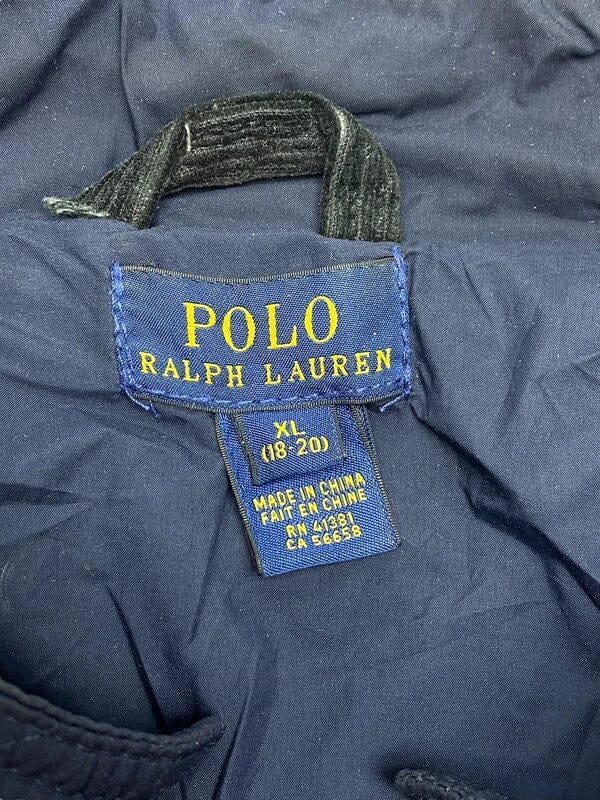 POLO
RALPH LAUREN
XL
(18-20)
MADE IN CHINA
FAIT EN CHINE
RN 41381
CA 56658